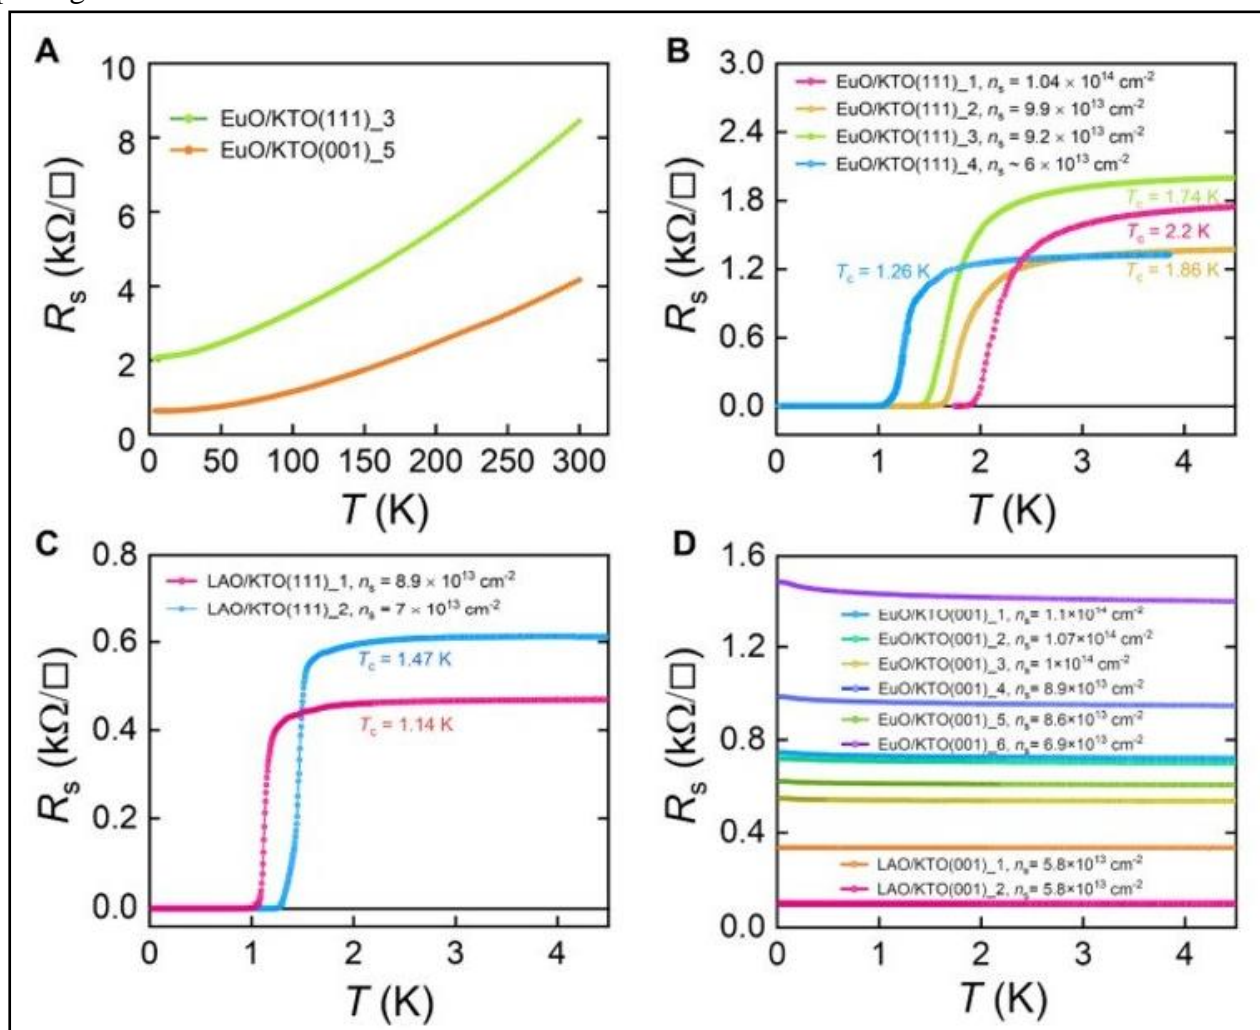 A
10
8
6
4
2
0
Rs (kΩ/□)
EuO/KTO(111)_3
EuO/KTO(001)_5
0 50 100 150 200 250 300
T (K)
B
3.0
2.4
1.8
1.2
0.6
0.0
Rs (kΩ/□)
EuO/KTO(111)_1, ns = 1.04 × 10^14 cm^-2
EuO/KTO(111)_2, ns = 9.9 × 10^13 cm^-2
EuO/KTO(111)_3, ns = 9.2 × 10^13 cm^-2
EuO/KTO(111)_4, ns ~ 6 × 10^13 cm^-2
Tc = 1.74 K
Tc = 2.2 K
Tc = 1.26 K
Tc = 1.86 K
0 1 2 3 4
T (K)
C
0.8
0.6
0.4
0.2
0.0
Rs (kΩ/□)
LAO/KTO(111)_1, ns = 8.9 × 10^13 cm^-2
LAO/KTO(111)_2, ns = 7 × 10^13 cm^-2
Tc = 1.47 K
Tc = 1.14 K
0 1 2 3 4
T (K)
D
1.6
1.2
0.8
0.4
0.0
Rs (kΩ/□)
EuO/KTO(001)_1, ns = 1.1×10^14 cm^-2
EuO/KTO(001)_2, ns = 1.07×10^14 cm^-2
EuO/KTO(001)_3, ns = 1×10^14 cm^-2
EuO/KTO(001)_4, ns = 8.9×10^13 cm^-2
EuO/KTO(001)_5, ns = 8.6×10^13 cm^-2
EuO/KTO(001)_6, ns = 6.9×10^13 cm^-2
LAO/KTO(001)_1, ns = 5.8×10^13 cm^-2
LAO/KTO(001)_2, ns = 5.8×10^13 cm^-2
0 1 2 3 4
T (K)